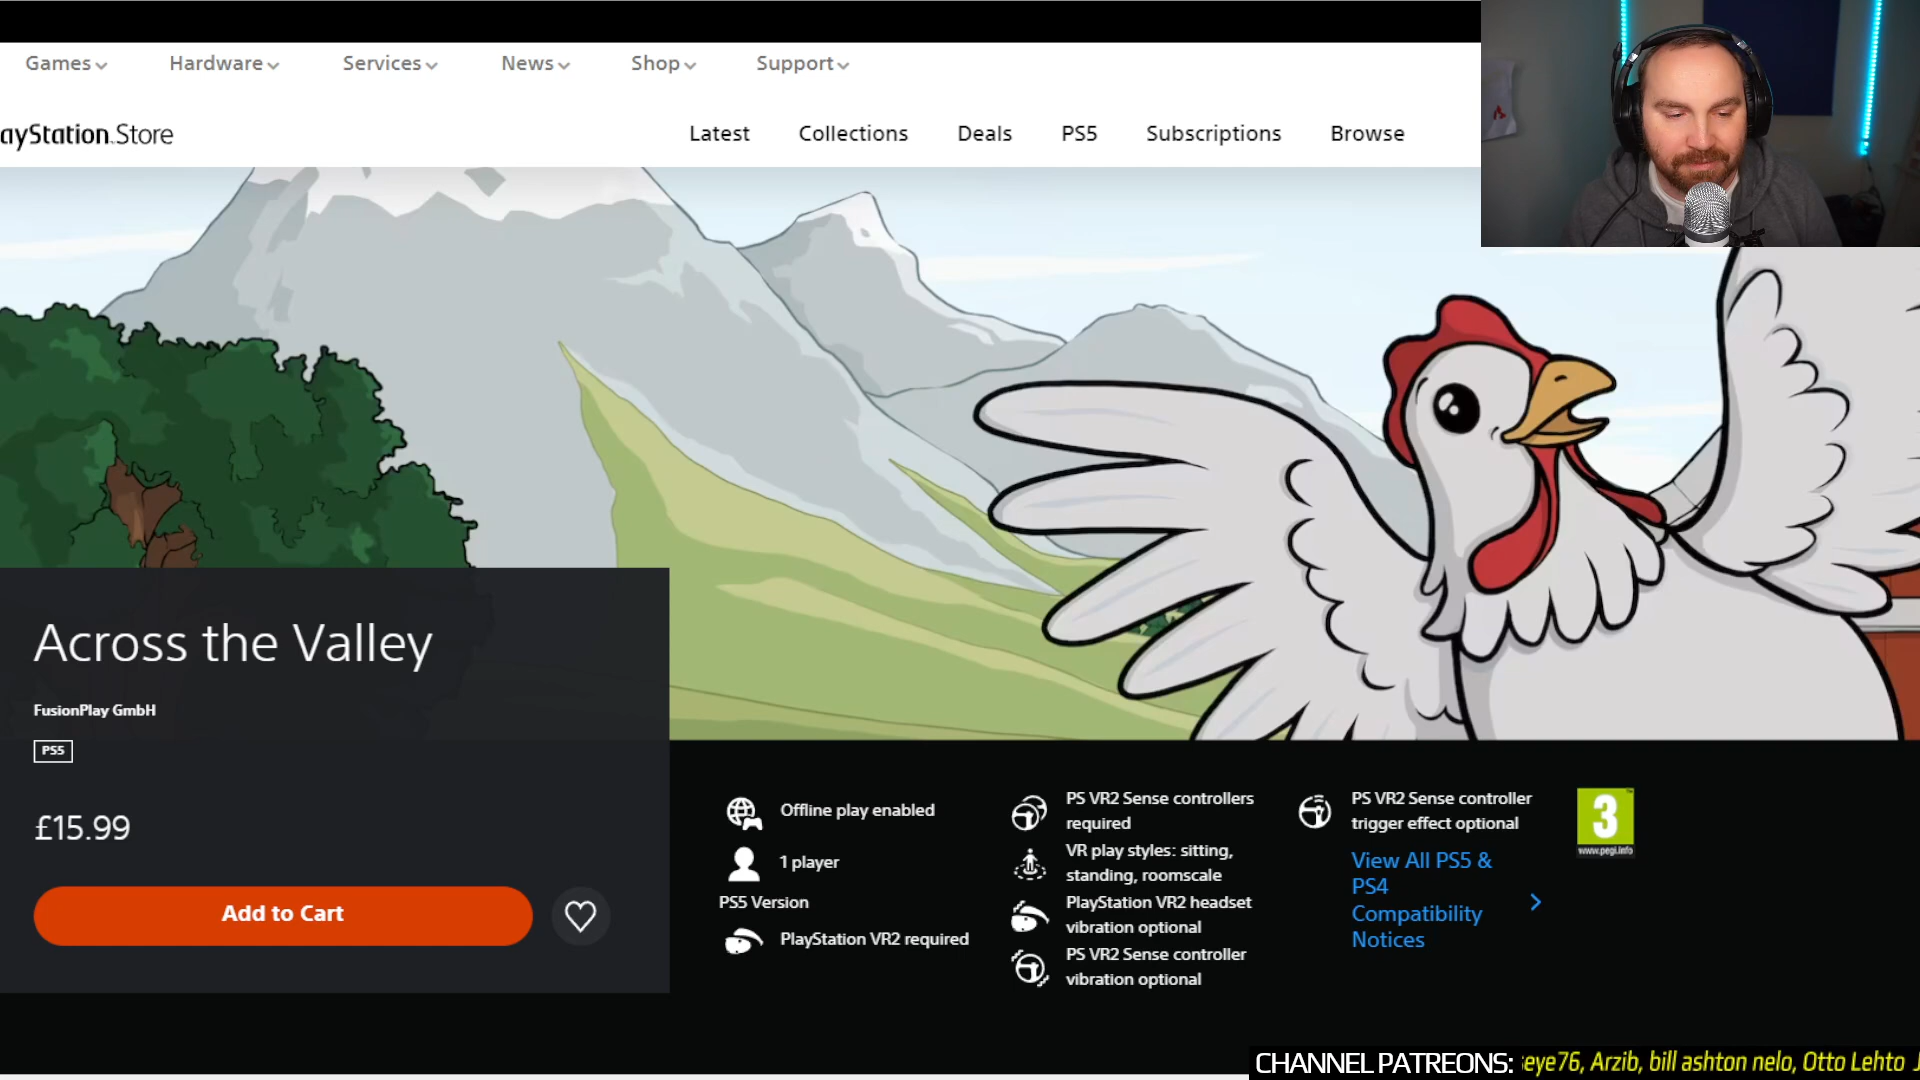 Games
Hardware
Services
News
Shop
Support
ayStation.Store
Latest
Collections
Deals
PS5
Subscriptions
Browse
Across the Valley
FusionPlay GmbH
PS5
£15.99
Add to Cart
Offline play enabled
1 player
PS5 Version
PlayStation VR2 required
PS VR2 Sense controllers
required
VR play styles: sitting,
standing, roomscale
PlayStation VR2 headset
vibration optional
PS VR2 Sense controller
vibration optional
PS VR2 Sense controller
trigger effect optional
View All PS5 &
PS4
Compatibility
Notices
3
www.pegi.info
CHANNEL PATREONS: eye76, Arzib, bill ashton nelo, Otto Lehto